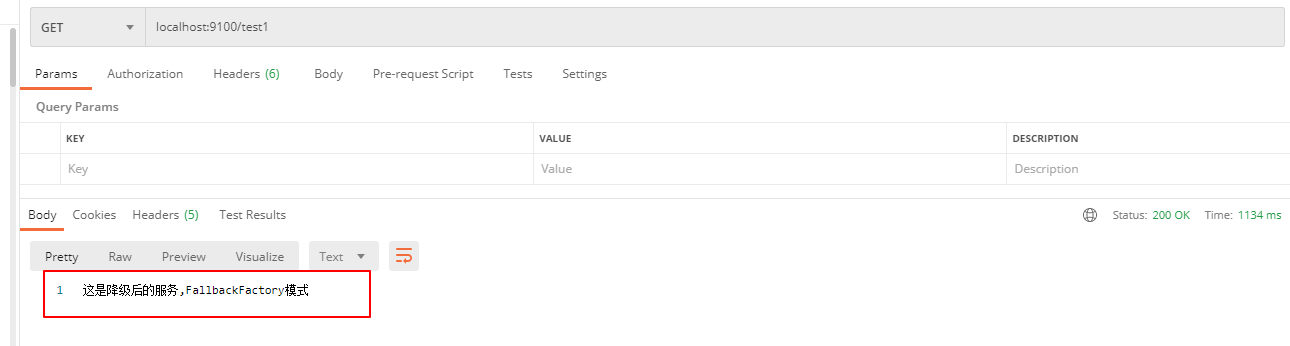 GET localhost:9100/test1
Params Authorization Headers (6) Body Pre-request Script Tests Settings
Query Params
KEY VALUE DESCRIPTION
Key Value Description
Body Cookies Headers (5) Test Results Status: 200 OK Time: 1134 ms
Pretty Raw Preview Visualize Text
1 这是降级后的服务,FallbackFactory模式